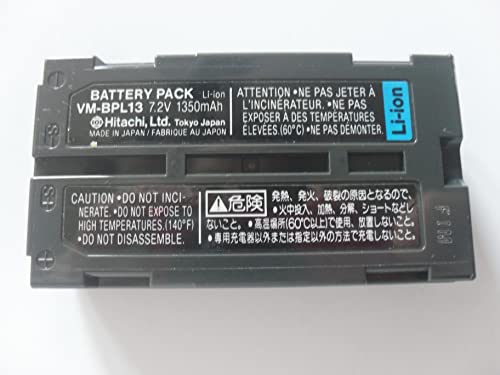 BATTERY PACK Li-ion
VM-BPL13 7.2V 1350mAh
Hitachi, Ltd. Tokyo Japan
MADE IN JAPAN / FABRIQUÉ AU JAPON
ATTENTION • NE PAS JETER À
L'INCINERATEUR. • NE PAS
EXPOSER À DES TEMPÉRATURES
ÉLEVÉES.(60°C) • NE PAS
DÉMONTER.
Li-ion
CAUTION • DO NOT INCI-
NERATE. • DO NOT EXPOSE TO
HIGH TEMPERATURES.(140°F)
• DO NOT DISASSEMBLE.
危険
発熱、発火、破裂の原因となるので、
• 火中投入、加熱、分解、ショートなどし
ないこと。• 高温場所(60℃以上)で使用、放置しないこと。
• 専用充電器以外または指定以外の方法で充電しないこと。